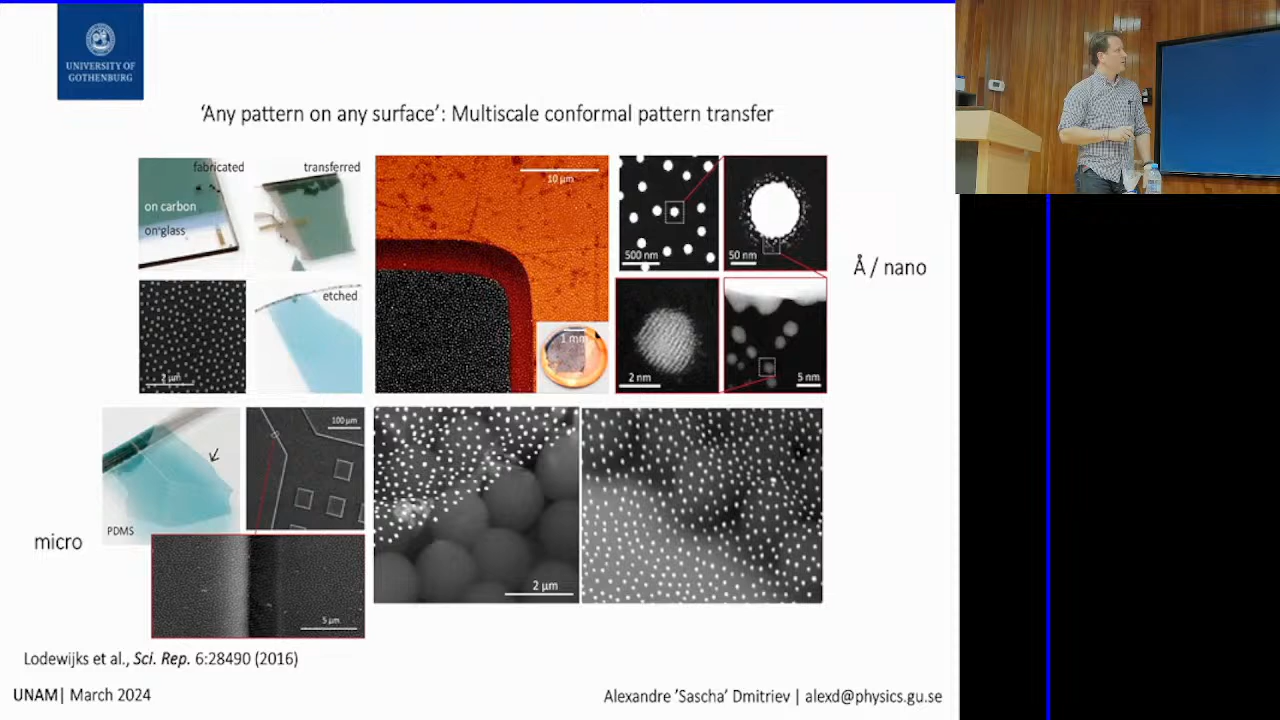 UNIVERSITY OF
GOTHENBURG
‘Any pattern on any surface’: Multiscale conformal pattern transfer
fabricated
transferred
on carbon
on glass
etched
2 µm
10 µm
1 mm
500 nm
50 nm
2 nm
5 nm
Å / nano
PDMS
100 µm
5 µm
2 µm
micro
Lodewijks et al., Sci. Rep. 6:28490 (2016)
UNAM| March 2024
Alexandre ’Sascha’ Dmitriev | alexd@physics.gu.se